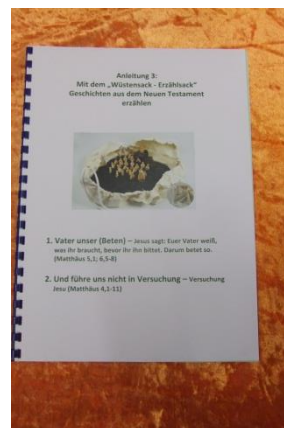 Anleitung 3:
Mit dem „Wüstensack - Erzählsack“
Geschichten aus dem Neuen Testament
erzählen
1. Vater unser (Beten) – Jesus sagt: Euer Vater weiß,
was ihr braucht, bevor ihr ihn bittet. Darum betet so.
(Matthäus 5,1; 6,5-8)
2. Und führe uns nicht in Versuchung – Versuchung
Jesu (Matthäus 4,1-11)